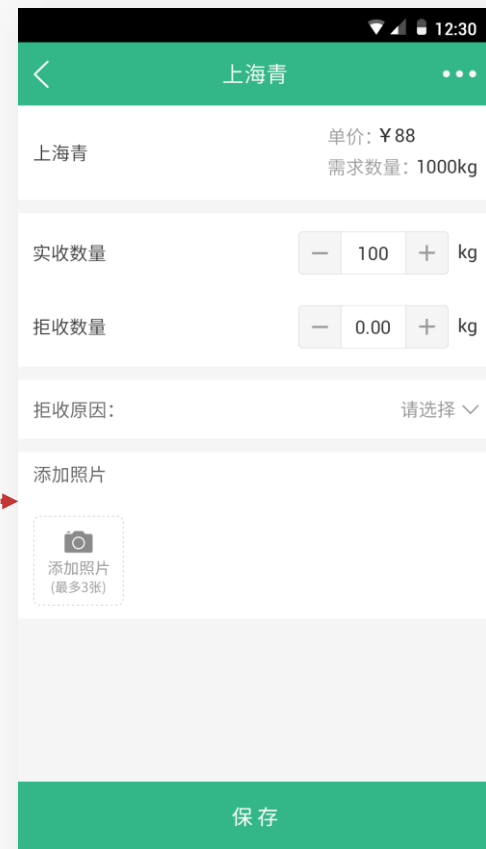 12:30
上海青
上海青
单价：¥88
需求数量：1000kg
实收数量
100
kg
拒收数量
0.00
kg
拒收原因：
请选择
添加照片
添加照片
(最多3张)
保存